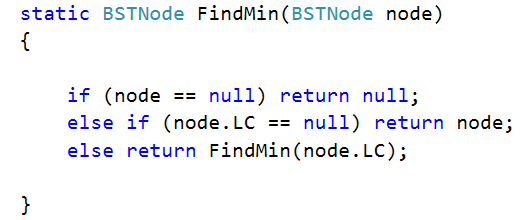 static BSTNode FindMin(BSTNode node)
{
if (node == null) return null;
else if (node.LC == null) return node;
else return FindMin(node.LC);
}